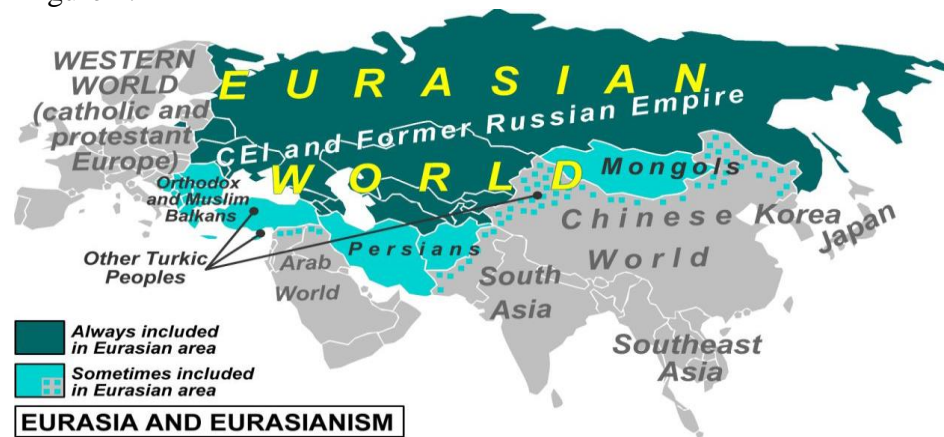 WESTERN
WORLD
(catholic and
protestant
Europe)
EURASIAN
CEI and Former Russian Empire
WORLD
Orthodox
and Muslim
Balkans
Mongols
Chinese
World
Korea
Japan
Other Turkic
Peoples
Persians
Arab
World
South
Asia
Southeast
Asia
Always included
in Eurasian area
Sometimes included
in Eurasian area
EURASIA AND EURASIANISM